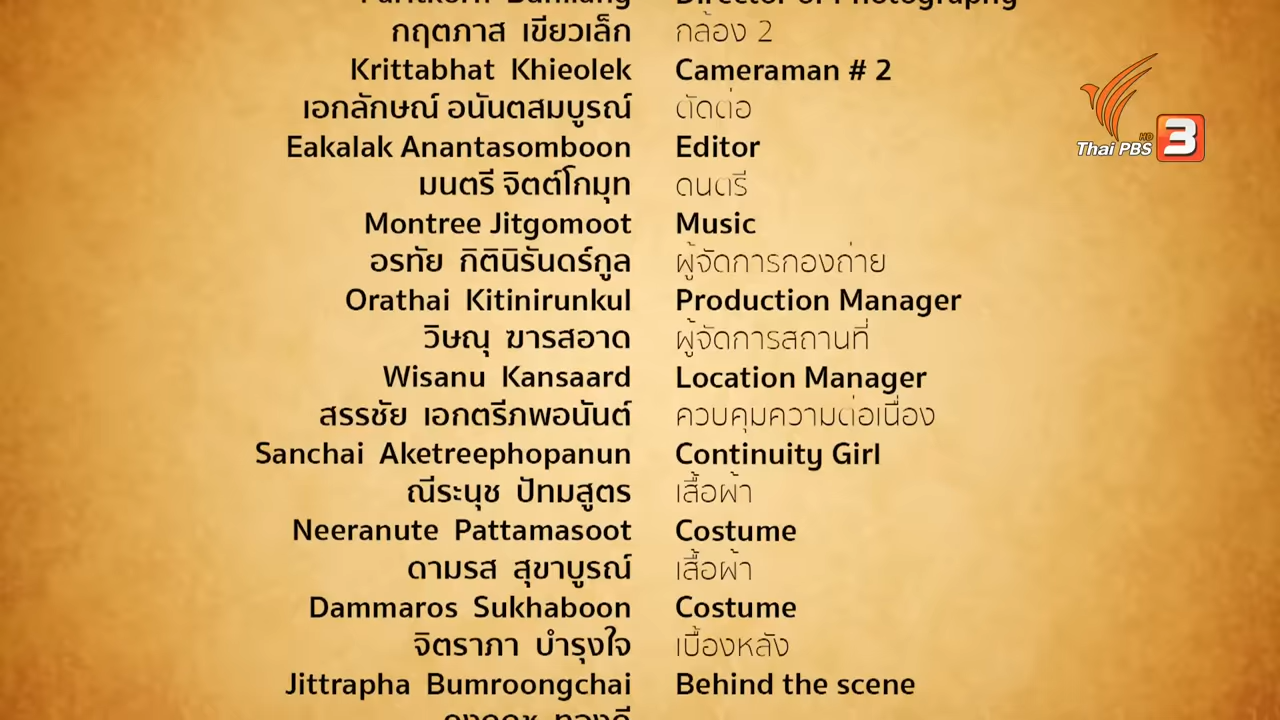 กฤตภาส เขียวเล็ก กล้อง 2
Krittabhat Khieolek Cameraman # 2
เอกลักษณ์ อนันตสมบูรณ์ ตัดต่อ
Eakalak Anantasomboon Editor
มนตรี จิตต์โกมุท ดนตรี
Montree Jitgomoot Music
อรทัย กิตินิรันดร์กูล ผู้จัดการกองถ่าย
Orathai Kitinirunkul Production Manager
วิษณุ ฆารสอาด ผู้จัดการสถานที่
Wisanu Kansaard Location Manager
สรรชัย เอกตรีภพอนันต์ ควบคุมความต่อเนื่อง
Sanchai Aketreephopanun Continuity Girl
ณีระนุช ปัทมสูตร เสื้อผ้า
Neeranute Pattamasoot Costume
ดามรส สุขาบูรณ์ เสื้อผ้า
Dammaros Sukhaboon Costume
จิตราภา บำรุงใจ เบื้องหลัง
Jittrapha Bumroongchai Behind the scene
Thai PBS HD 3